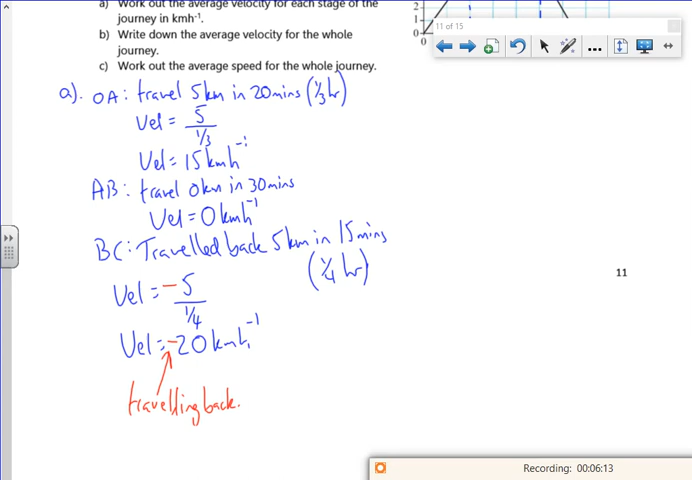 a) Work out the average velocity for each stage of the
journey in kmh⁻¹.
b) Write down the average velocity for the whole
journey.
c) Work out the average speed for the whole journey.
2
1
0
0
11 of 15
a). OA: travel 5km in 20mins (1/3 hr)
Vel = 5
1/3
Vel = 15 kmh⁻¹
AB: travel 0km in 30mins
Vel = 0 kmh⁻¹
BC: Travelled back 5km in 15mins
(1/4 hr)
Vel = -5
1/4
Vel = -20 kmh⁻¹
travelling back.
11
Recording: 00:06:13